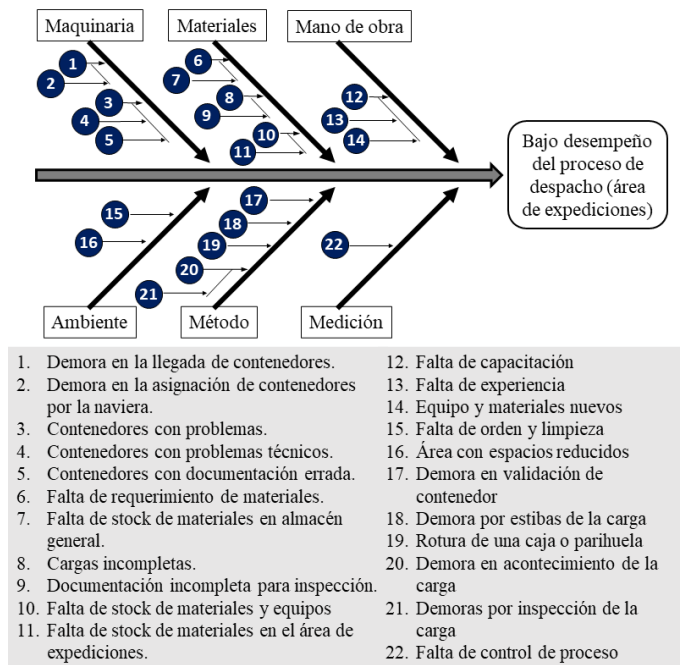 Maquinaria
Materiales
Mano de obra
1
2
3
4
5
6
7
8
9
10
11
12
13
14
Bajo desempeño
del proceso de
despacho (área
de expediciones)
15
16
17
18
19
20
21
22
Ambiente
Método
Medición
1. Demora en la llegada de contenedores.
2. Demora en la asignación de contenedores
por la naviera.
3. Contenedores con problemas.
4. Contenedores con problemas técnicos.
5. Contenedores con documentación errada.
6. Falta de requerimiento de materiales.
7. Falta de stock de materiales en almacén
general.
8. Cargas incompletas.
9. Documentación incompleta para inspección.
10. Falta de stock de materiales y equipos
11. Falta de stock de materiales en el área de
expediciones.
12. Falta de capacitación
13. Falta de experiencia
14. Equipo y materiales nuevos
15. Falta de orden y limpieza
16. Área con espacios reducidos
17. Demora en validación de
contenedor
18. Demora por estibas de la carga
19. Rotura de una caja o parihuela
20. Demora en acontecimiento de la
carga
21. Demoras por inspección de la
carga
22. Falta de control de proceso